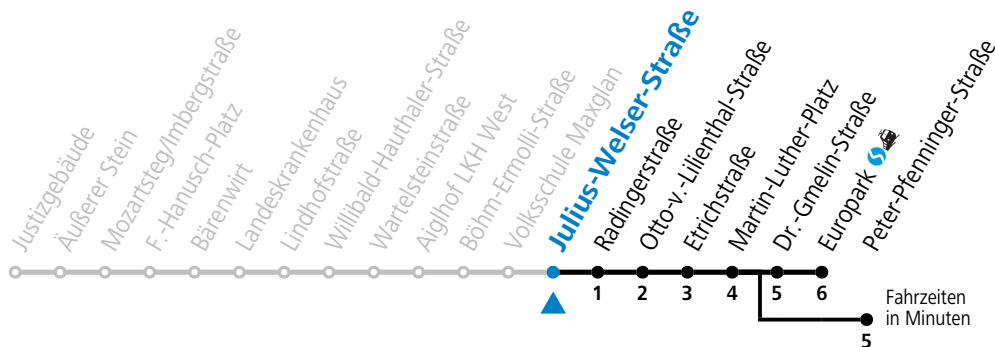 Justizgebäude
Äußerer Stein
Mozartsteg/Imbergstraße
F.-Hanusch-Platz
Bärenwirt
Landeskrankenhaus
Lindhofstraße
Willibald-Hauthaler-Straße
Wartelsteinstraße
Aiglhof LKH West
Böhm-Ermolli-Straße
Volksschule Maxglan
Julius-Welser-Straße
Radingerstraße
Otto-v.-Lilienthal-Straße
Etrichstraße
Martin-Luther-Platz
Dr.-Gmelin-Straße
Europark
Peter-Pfenninger-Straße
1 2 3 4 5 6
Fahrzeiten
in Minuten
5